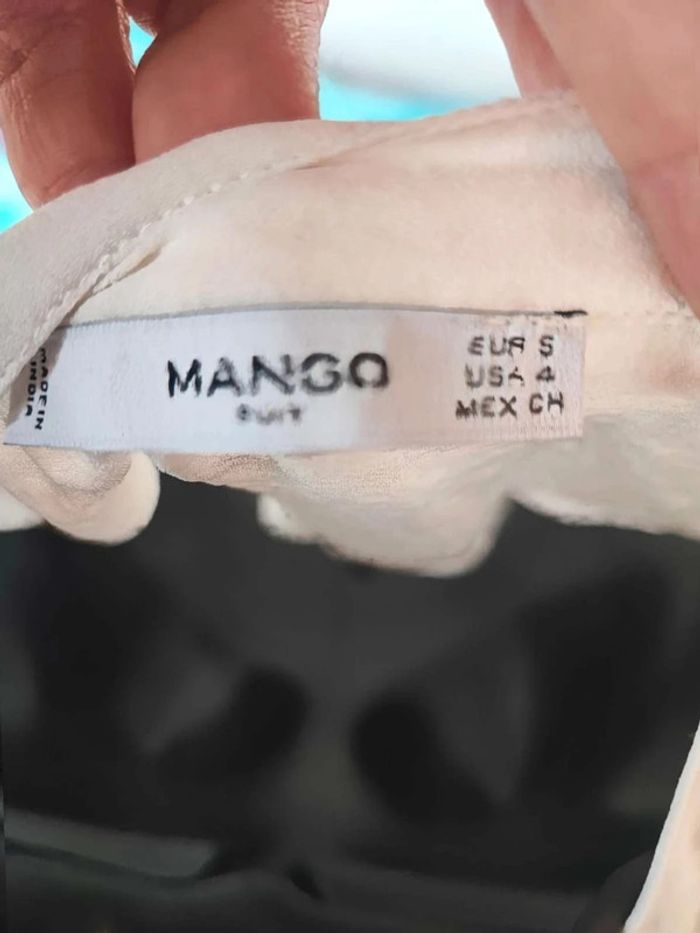 MANGO
SUIT
EUR S
USA 4
MEX CH
MADE IN
INDIA